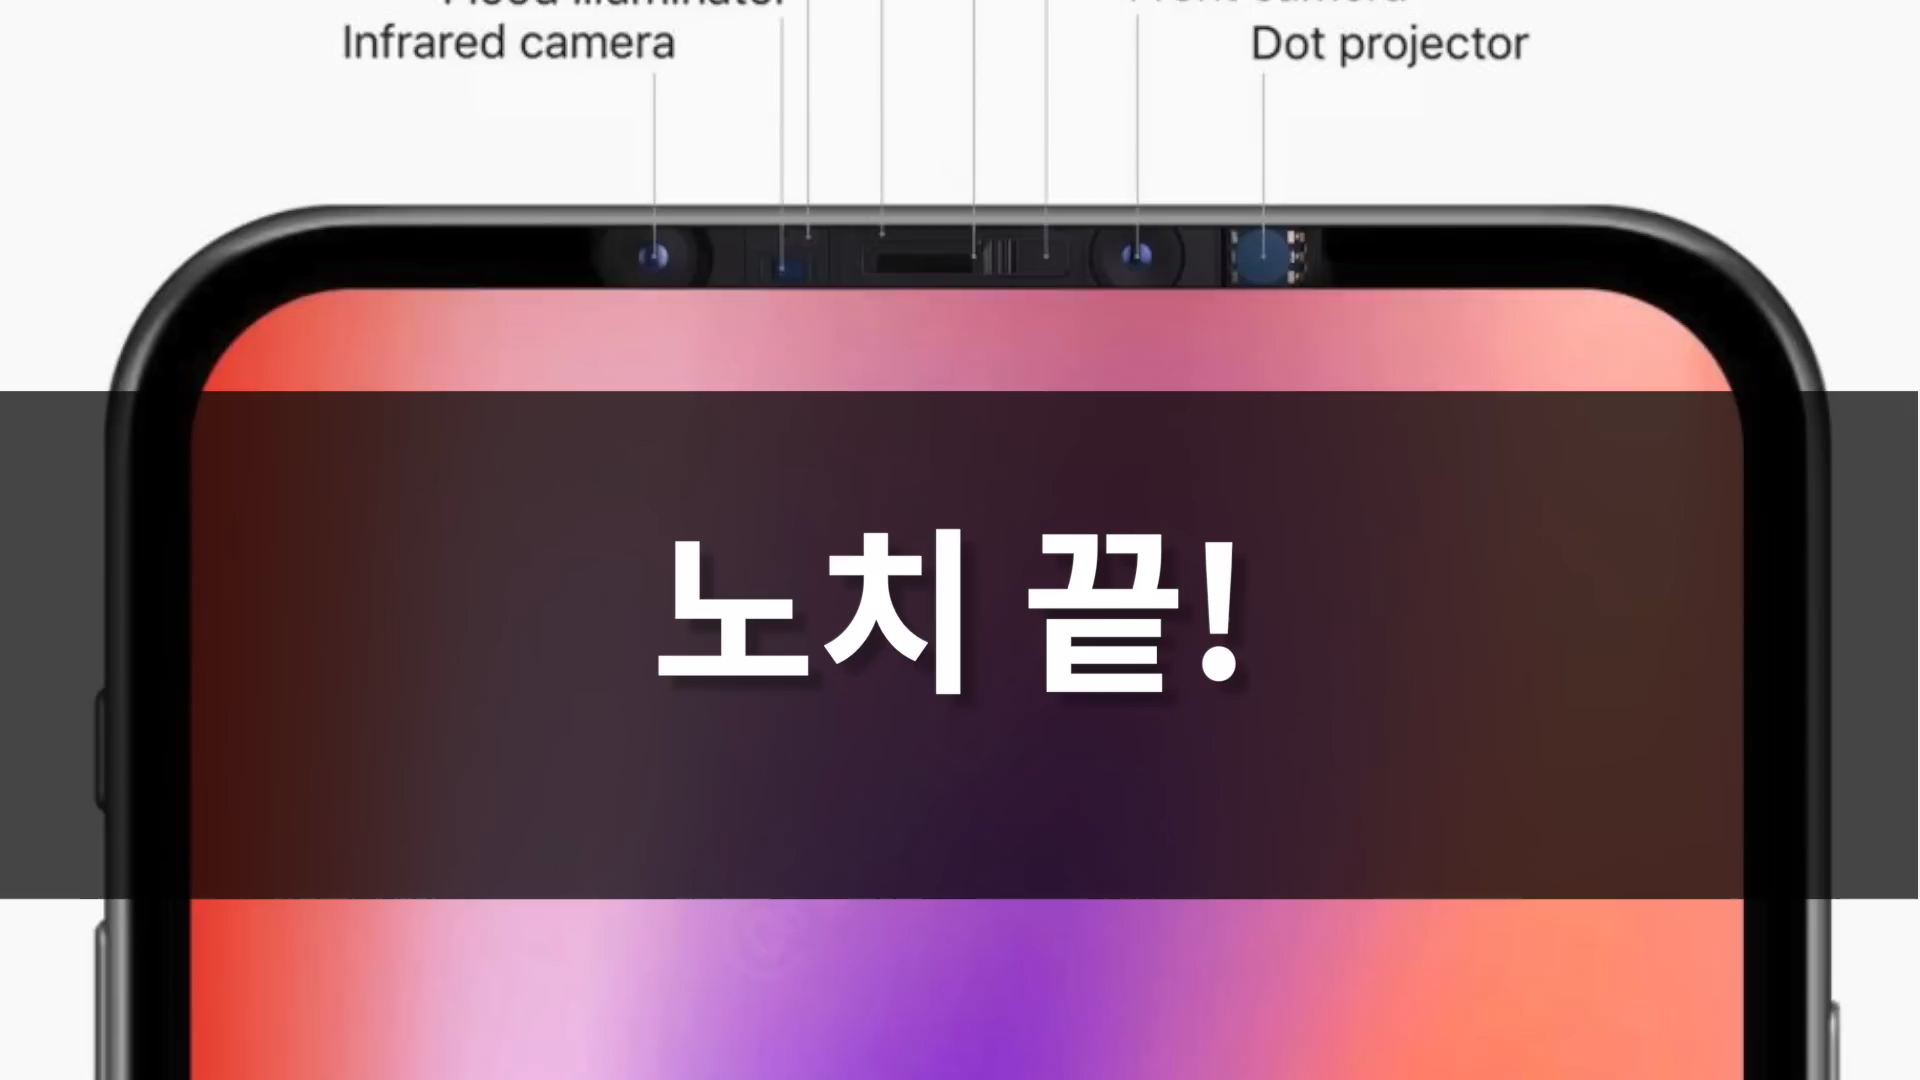 Infrared camera
Dot projector
노치 끝!